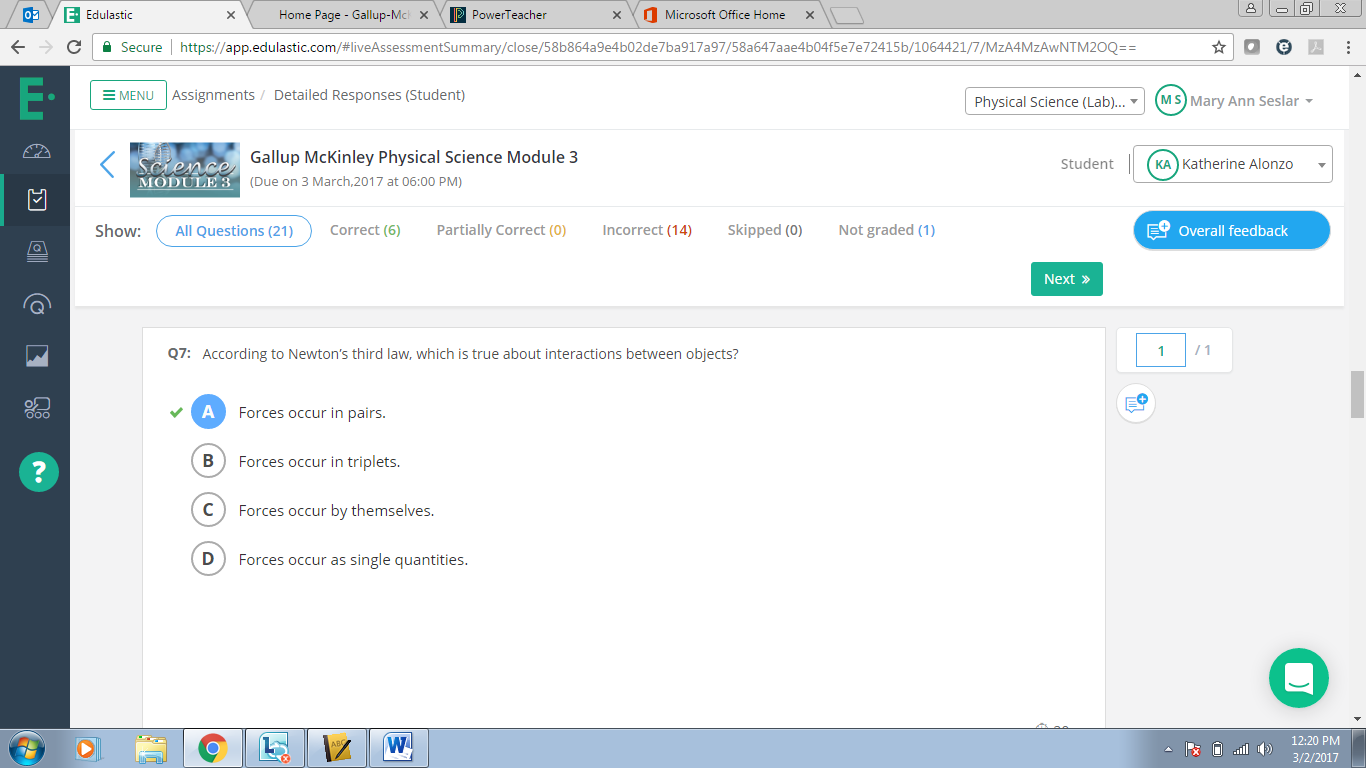 Edulastic
Home Page - Gallup-McK
PowerTeacher
Microsoft Office Home
Secure
https://app.edulastic.com/#liveAssessmentSummary/close/58b864a9e4b02de7ba917a97/58a647aae4b04f5e7e72415b/1064421/7/MzA4MzAwNTM2OQ==
E
MENU
Assignments / Detailed Responses (Student)
Physical Science (Lab)...
MS Mary Ann Seslar
Science
MODULE 3
Gallup McKinley Physical Science Module 3
(Due on 3 March,2017 at 06:00 PM)
Student
KA Katherine Alonzo
Show: All Questions (21) Correct (6) Partially Correct (0) Incorrect (14) Skipped (0) Not graded (1)
Overall feedback
Next »
Q7: According to Newton's third law, which is true about interactions between objects?
1 / 1
A Forces occur in pairs.
B Forces occur in triplets.
C Forces occur by themselves.
D Forces occur as single quantities.
?
12:20 PM
3/2/2017